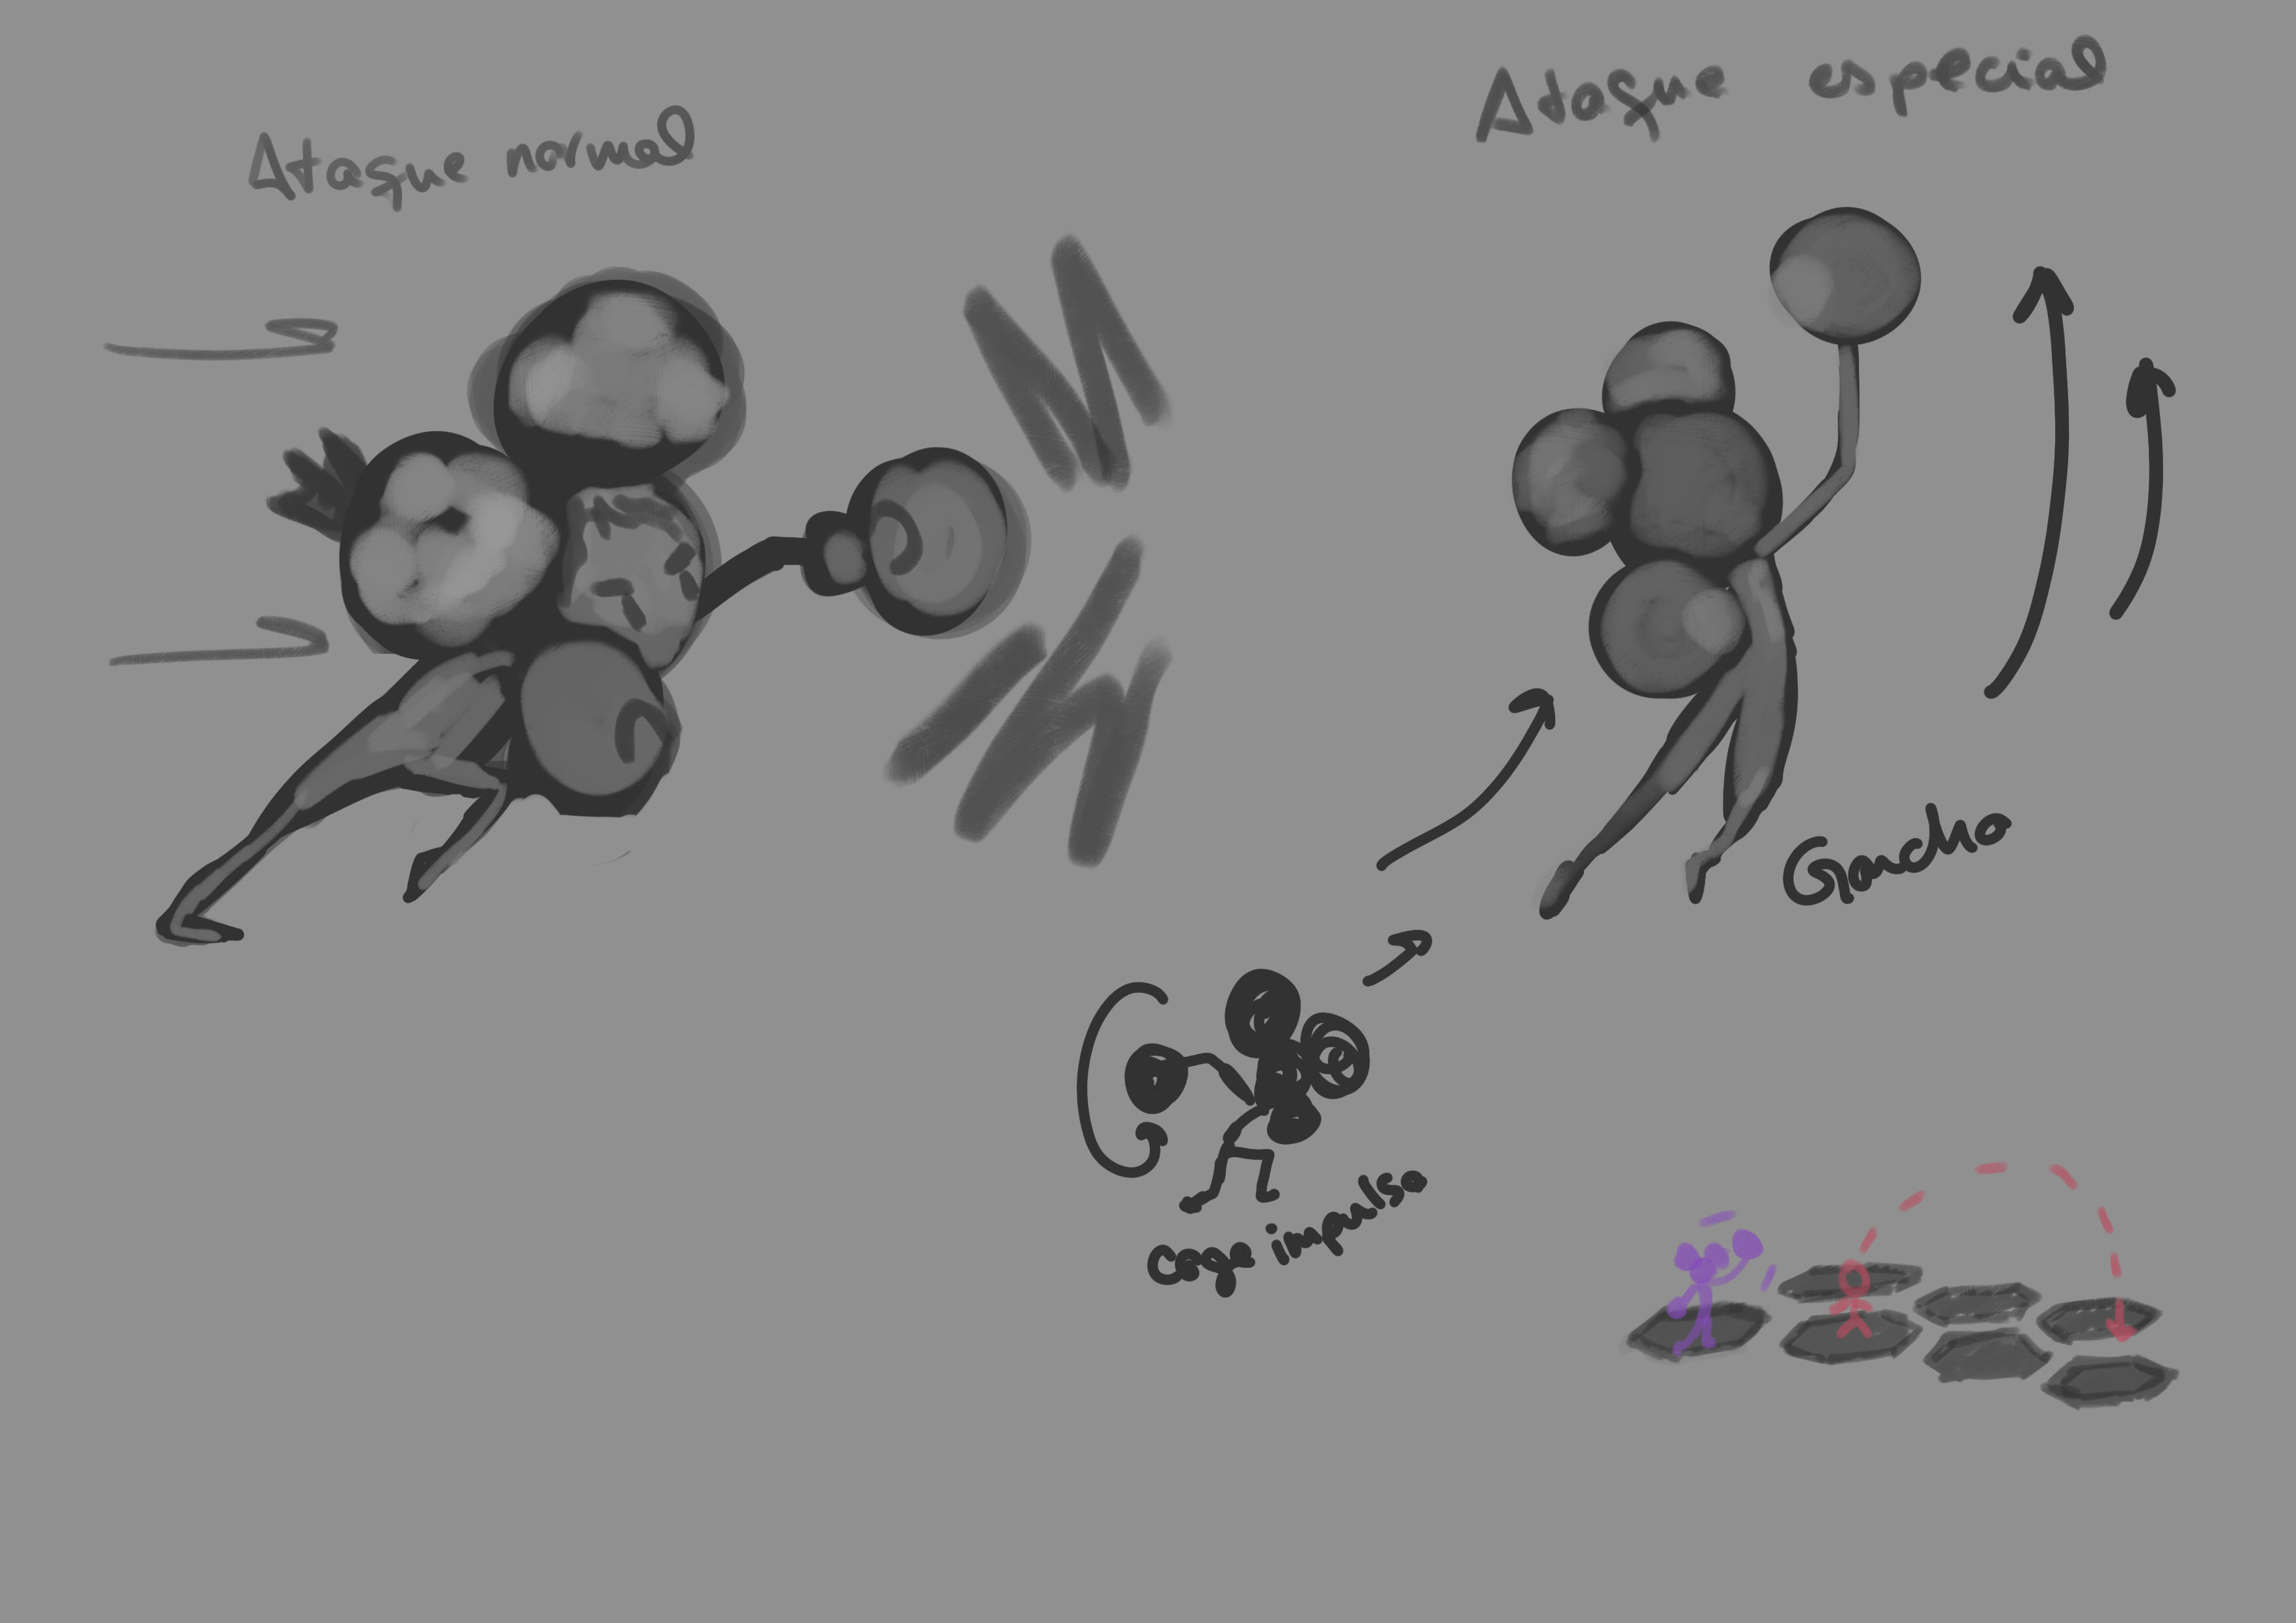 Ataque normal
Ataque especial
Gancho
Coge impulso